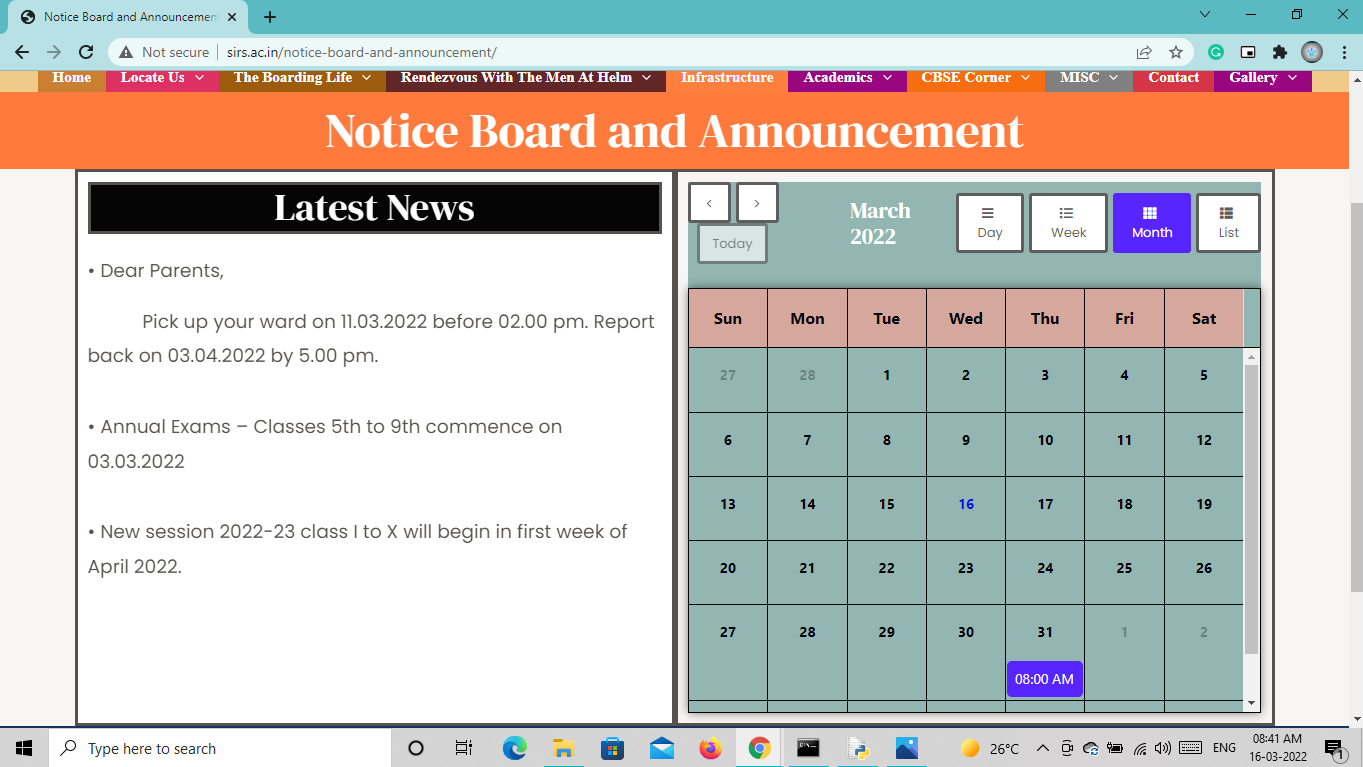 Notice Board and Announcemen
Not secure sirs.ac.in/notice-board-and-announcement/
Home Locate Us The Boarding Life Rendezvous With The Men At Helm Infrastructure Academics CBSE Corner MISC Contact Gallery
Notice Board and Announcement
Latest News
• Dear Parents,
Pick up your ward on 11.03.2022 before 02.00 pm. Report
back on 03.04.2022 by 5.00 pm.
• Annual Exams – Classes 5th to 9th commence on
03.03.2022
• New session 2022-23 class I to X will begin in first week of
April 2022.
Today
March
2022
Day Week Month List
Sun Mon Tue Wed Thu Fri Sat
27 28 1 2 3 4 5
6 7 8 9 10 11 12
13 14 15 16 17 18 19
20 21 22 23 24 25 26
27 28 29 30 31 1 2
08:00 AM
Type here to search
26°C ENG
08:41 AM
16-03-2022
1